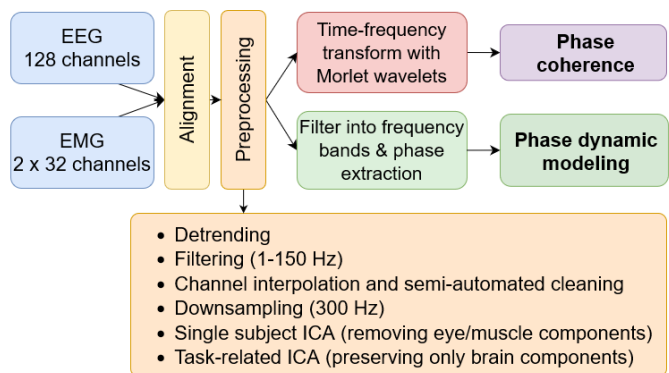 EEG
128 channels
EMG
2 x 32 channels
Alignment
Preprocessing
Time-frequency
transform with
Morlet wavelets
Phase
coherence
Filter into frequency
bands & phase
extraction
Phase dynamic
modeling
• Detrending
• Filtering (1-150 Hz)
• Channel interpolation and semi-automated cleaning
• Downsampling (300 Hz)
• Single subject ICA (removing eye/muscle components)
• Task-related ICA (preserving only brain components)